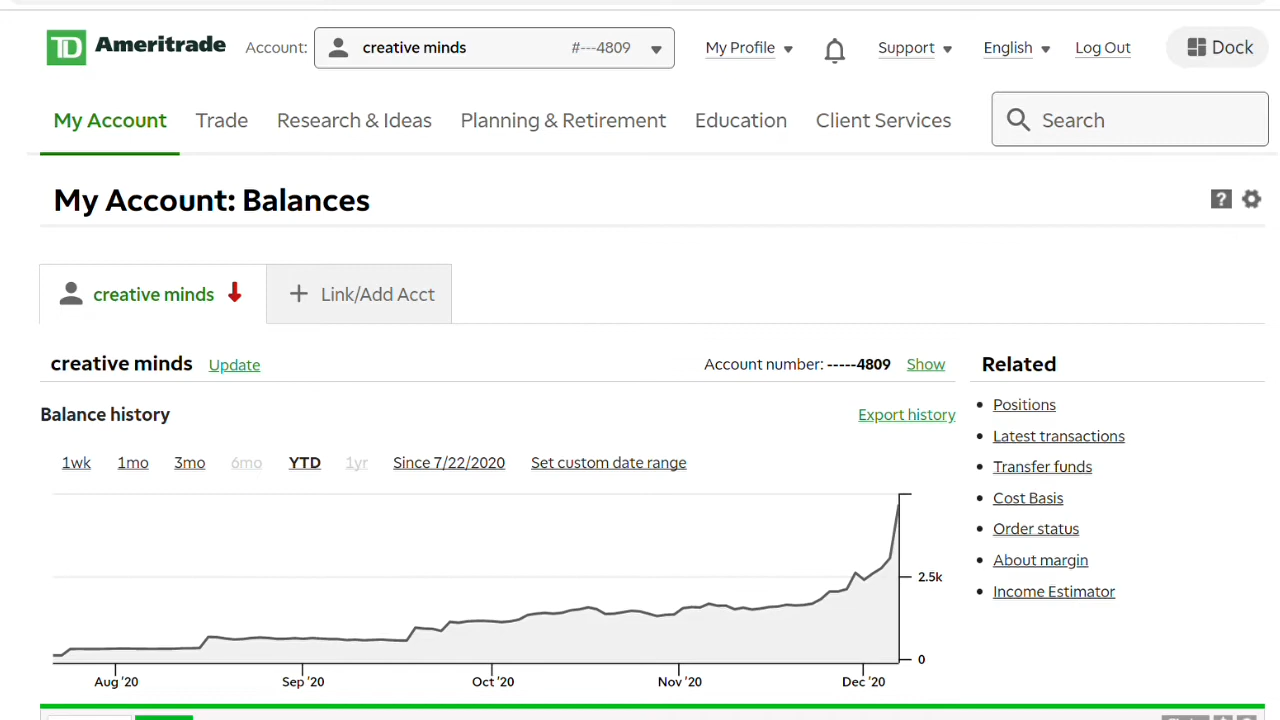 TD Ameritrade Account: creative minds #---4809 My Profile Support English Log Out Dock
My Account Trade Research & Ideas Planning & Retirement Education Client Services Search
My Account: Balances ?
creative minds Link/Add Acct
creative minds Update Account number: -----4809 Show Related
Balance history Export history
Positions
Latest transactions
1wk 1mo 3mo 6mo YTD 1yr Since 7/22/2020 Set custom date range
Transfer funds
Cost Basis
Order status
About margin
Income Estimator
2.5k
0
Aug '20 Sep '20 Oct '20 Nov '20 Dec '20